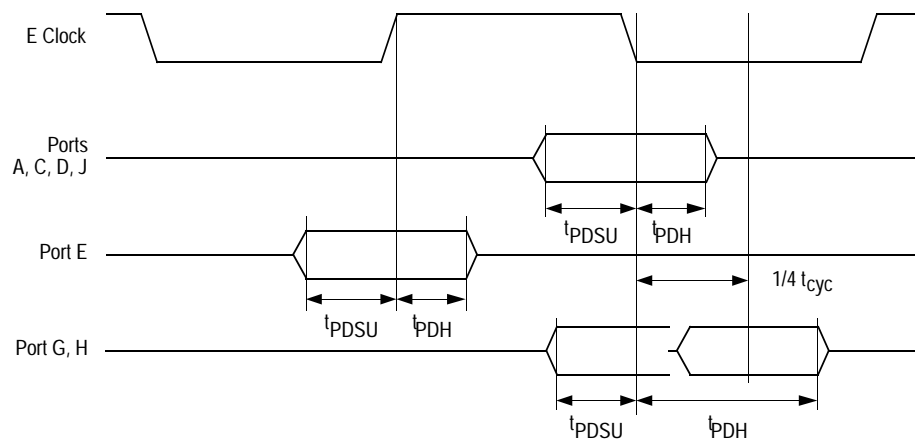 E Clock
Ports
A, C, D, J
tPDSU
tPDH
Port E
1/4 tcyc
tPDSU
tPDH
Port G, H
tPDSU
tPDH